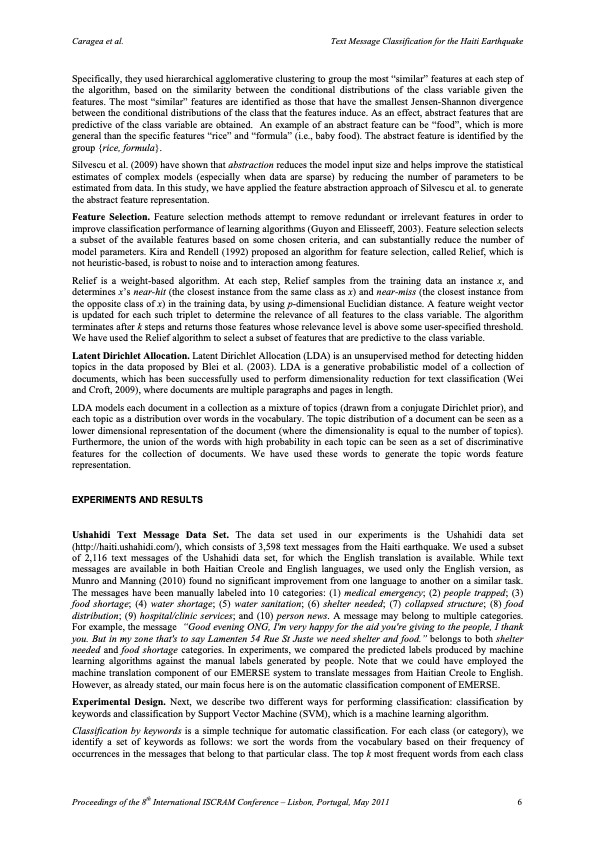 Caragea et al. Text Message Classification for the Haiti Earthquake
Specifically, they used hierarchical agglomerative clustering to group the most “similar” features at each step of
the algorithm, based on the similarity between the conditional distributions of the class variable given the
features. The most “similar” features are identified as those that have the smallest Jensen-Shannon divergence
between the conditional distributions of the class that the features induce. As an effect, abstract features that are
predictive of the class variable are obtained. An example of an abstract feature can be “food”, which is more
general than the specific features “rice” and “formula” (i.e., baby food). The abstract feature is identified by the
group {rice, formula}.
Silvescu et al. (2009) have shown that abstraction reduces the model input size and helps improve the statistical
estimates of complex models (especially when data are sparse) by reducing the number of parameters to be
estimated from data. In this study, we have applied the feature abstraction approach of Silvescu et al. to generate
the abstract feature representation.
Feature Selection. Feature selection methods attempt to remove redundant or irrelevant features in order to
improve classification performance of learning algorithms (Guyon and Elisseeff, 2003). Feature selection selects
a subset of the available features based on some chosen criteria, and can substantially reduce the number of
model parameters. Kira and Rendell (1992) proposed an algorithm for feature selection, called Relief, which is
not heuristic-based, is robust to noise and to interaction among features.
Relief is a weight-based algorithm. At each step, Relief samples from the training data an instance x, and
determines x’s near-hit (the closest instance from the same class as x) and near-miss (the closest instance from
the opposite class of x) in the training data, by using p-dimensional Euclidian distance. A feature weight vector
is updated for each such triplet to determine the relevance of all features to the class variable. The algorithm
terminates after k steps and returns those features whose relevance level is above some user-specified threshold.
We have used the Relief algorithm to select a subset of features that are predictive to the class variable.
Latent Dirichlet Allocation. Latent Dirichlet Allocation (LDA) is an unsupervised method for detecting hidden
topics in the data proposed by Blei et al. (2003). LDA is a generative probabilistic model of a collection of
documents, which has been successfully used to perform dimensionality reduction for text classification (Wei
and Croft, 2009), where documents are multiple paragraphs and pages in length.
LDA models each document in a collection as a mixture of topics (drawn from a conjugate Dirichlet prior), and
each topic as a distribution over words in the vocabulary. The topic distribution of a document can be seen as a
lower dimensional representation of the document (where the dimensionality is equal to the number of topics).
Furthermore, the union of the words with high probability in each topic can be seen as a set of discriminative
features for the collection of documents. We have used these words to generate the topic words feature
representation.
EXPERIMENTS AND RESULTS
Ushahidi Text Message Data Set. The data set used in our experiments is the Ushahidi data set
(http://haiti.ushahidi.com/), which consists of 3,598 text messages from the Haiti earthquake. We used a subset
of 2,116 text messages of the Ushahidi data set, for which the English translation is available. While text
messages are available in both Haitian Creole and English languages, we used only the English version, as
Munro and Manning (2010) found no significant improvement from one language to another on a similar task.
The messages have been manually labeled into 10 categories: (1) medical emergency; (2) people trapped; (3)
food shortage; (4) water shortage; (5) water sanitation; (6) shelter needed; (7) collapsed structure; (8) food
distribution; (9) hospital/clinic services; and (10) person news. A message may belong to multiple categories.
For example, the message “Good evening ONG, I'm very happy for the aid you're giving to the people, I thank
you. But in my zone that's to say Lamenten 54 Rue St Juste we need shelter and food.” belongs to both shelter
needed and food shortage categories. In experiments, we compared the predicted labels produced by machine
learning algorithms against the manual labels generated by people. Note that we could have employed the
machine translation component of our EMERSE system to translate messages from Haitian Creole to English.
However, as already stated, our main focus here is on the automatic classification component of EMERSE.
Experimental Design. Next, we describe two different ways for performing classification: classification by
keywords and classification by Support Vector Machine (SVM), which is a machine learning algorithm.
Classification by keywords is a simple technique for automatic classification. For each class (or category), we
identify a set of keywords as follows: we sort the words from the vocabulary based on their frequency of
occurrences in the messages that belong to that particular class. The top k most frequent words from each class
Proceedings of the 8th International ISCRAM Conference – Lisbon, Portugal, May 2011 6